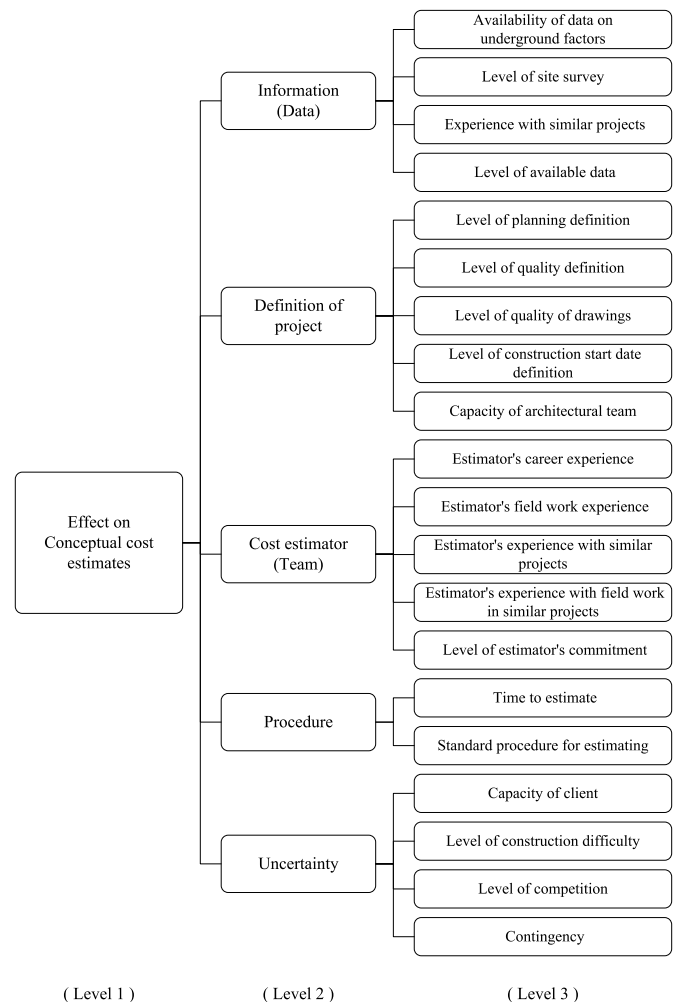 Effect on
Conceptual cost
estimates
Information
(Data)
Availability of data on
underground factors
Level of site survey
Experience with similar projects
Level of available data
Definition of
project
Level of planning definition
Level of quality definition
Level of quality of drawings
Level of construction start date
definition
Capacity of architectural team
Cost estimator
(Team)
Estimator's career experience
Estimator's field work experience
Estimator's experience with similar
projects
Estimator's experience with field work
in similar projects
Level of estimator's commitment
Procedure
Time to estimate
Standard procedure for estimating
Uncertainty
Capacity of client
Level of construction difficulty
Level of competition
Contingency
( Level 1 )
( Level 2 )
( Level 3 )